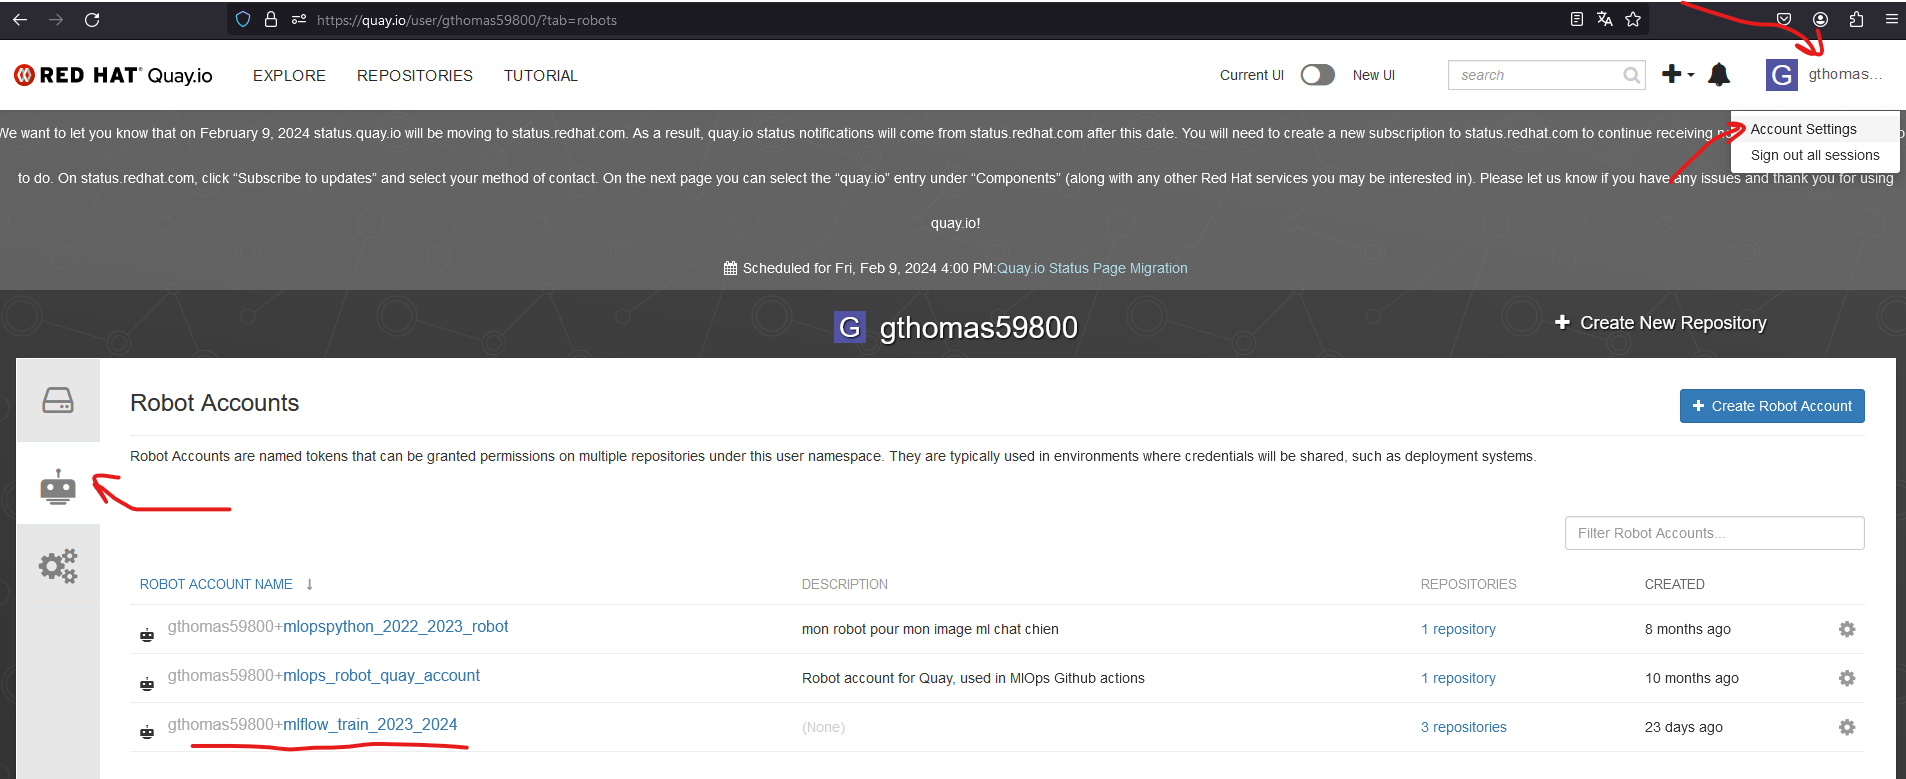 https://quay.io/user/gthomas59800/?tab=robots
RED HAT Quay.io EXPLORE REPOSITORIES TUTORIAL Current UI New UI search G gthomas...
We want to let you know that on February 9, 2024 status.quay.io will be moving to status.redhat.com. As a result, quay.io status notifications will come from status.redhat.com after this date. You will need to create a new subscription to status.redhat.com to continue receiving
Account Settings
Sign out all sessions
to do. On status.redhat.com, click “Subscribe to updates” and select your method of contact. On the next page you can select the “quay.io” entry under “Components” (along with any other Red Hat services you may be interested in). Please let us know if you have any issues and thank you for using
quay.io!
Scheduled for Fri, Feb 9, 2024 4:00 PM:Quay.io Status Page Migration
G gthomas59800
Create New Repository
Robot Accounts
Create Robot Account
Robot Accounts are named tokens that can be granted permissions on multiple repositories under this user namespace. They are typically used in environments where credentials will be shared, such as deployment systems.
Filter Robot Accounts...
ROBOT ACCOUNT NAME DESCRIPTION REPOSITORIES CREATED
gthomas59800+mlopspython_2022_2023_robot mon robot pour mon image ml chat chien 1 repository 8 months ago
gthomas59800+mlops_robot_quay_account Robot account for Quay, used in MlOps Github actions 1 repository 10 months ago
gthomas59800+mlflow_train_2023_2024 (None) 3 repositories 23 days ago